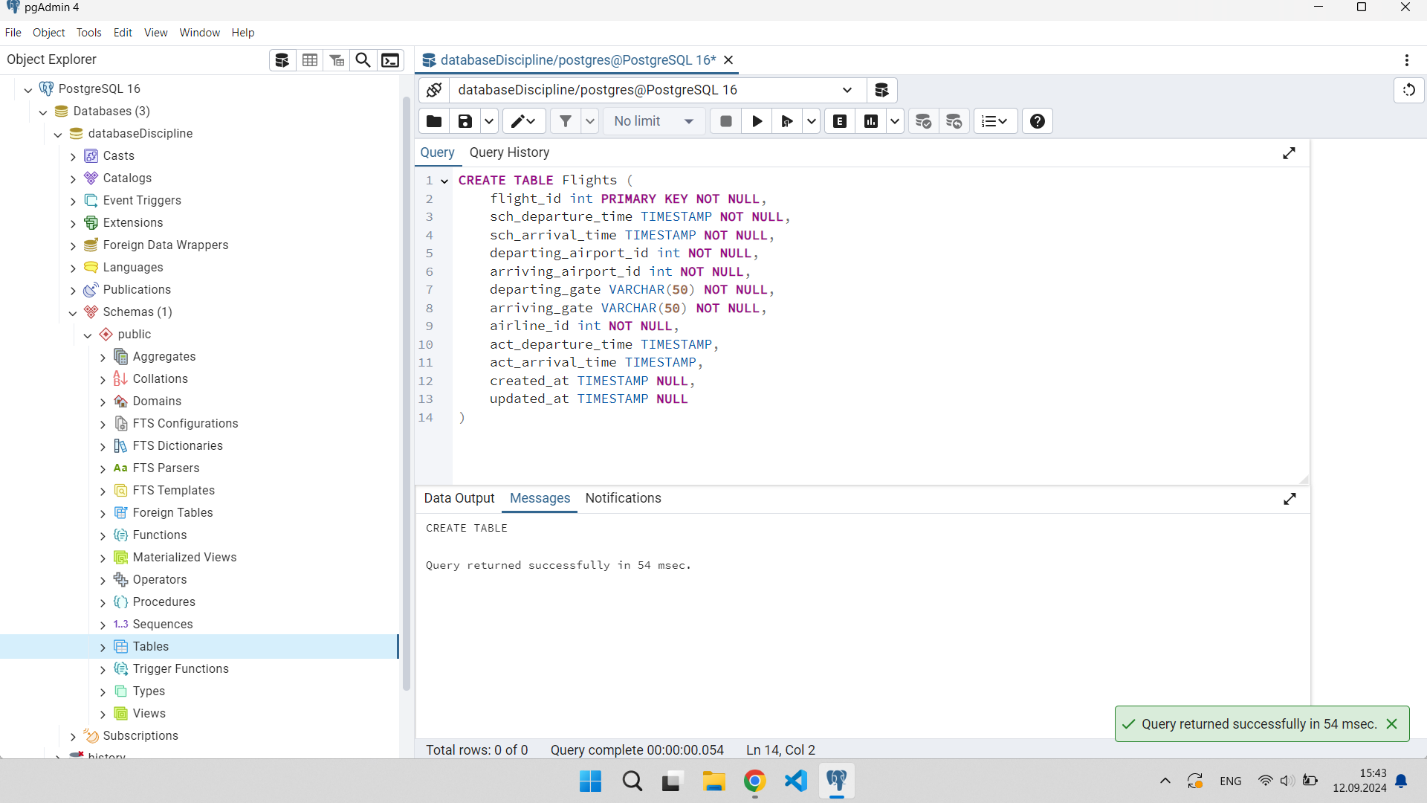 pgAdmin 4
File Object Tools Edit View Window Help
Object Explorer
PostgreSQL 16
Databases (3)
databaseDiscipline
Casts
Catalogs
Event Triggers
Extensions
Foreign Data Wrappers
Languages
Publications
Schemas (1)
public
Aggregates
Collations
Domains
FTS Configurations
FTS Dictionaries
Aa FTS Parsers
FTS Templates
Foreign Tables
Functions
Materialized Views
Operators
Procedures
1..3 Sequences
Tables
Trigger Functions
Types
Views
Subscriptions
history
databaseDiscipline/postgres@PostgreSQL 16*
databaseDiscipline/postgres@PostgreSQL 16
No limit E
Query Query History
1 CREATE TABLE Flights (
2 flight_id int PRIMARY KEY NOT NULL,
3 sch_departure_time TIMESTAMP NOT NULL,
4 sch_arrival_time TIMESTAMP NOT NULL,
5 departing_airport_id int NOT NULL,
6 arriving_airport_id int NOT NULL,
7 departing_gate VARCHAR(50) NOT NULL,
8 arriving_gate VARCHAR(50) NOT NULL,
9 airline_id int NOT NULL,
10 act_departure_time TIMESTAMP,
11 act_arrival_time TIMESTAMP,
12 created_at TIMESTAMP NULL,
13 updated_at TIMESTAMP NULL
14 )
Data Output Messages Notifications
CREATE TABLE
Query returned successfully in 54 msec.
Query returned successfully in 54 msec.
Total rows: 0 of 0 Query complete 00:00:00.054 Ln 14, Col 2
ENG
15:43
12.09.2024